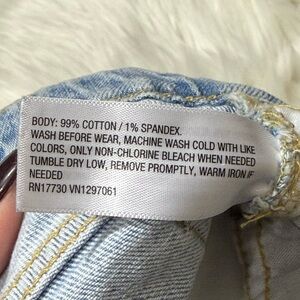 BODY: 99% COTTON / 1% SPANDEX.
WASH BEFORE WEAR, MACHINE WASH COLD WITH LIKE
COLORS, ONLY NON-CHLORINE BLEACH WHEN NEEDED
TUMBLE DRY LOW, REMOVE PROMPTLY, WARM IRON IF
NEEDED
RN17730 VN1297061